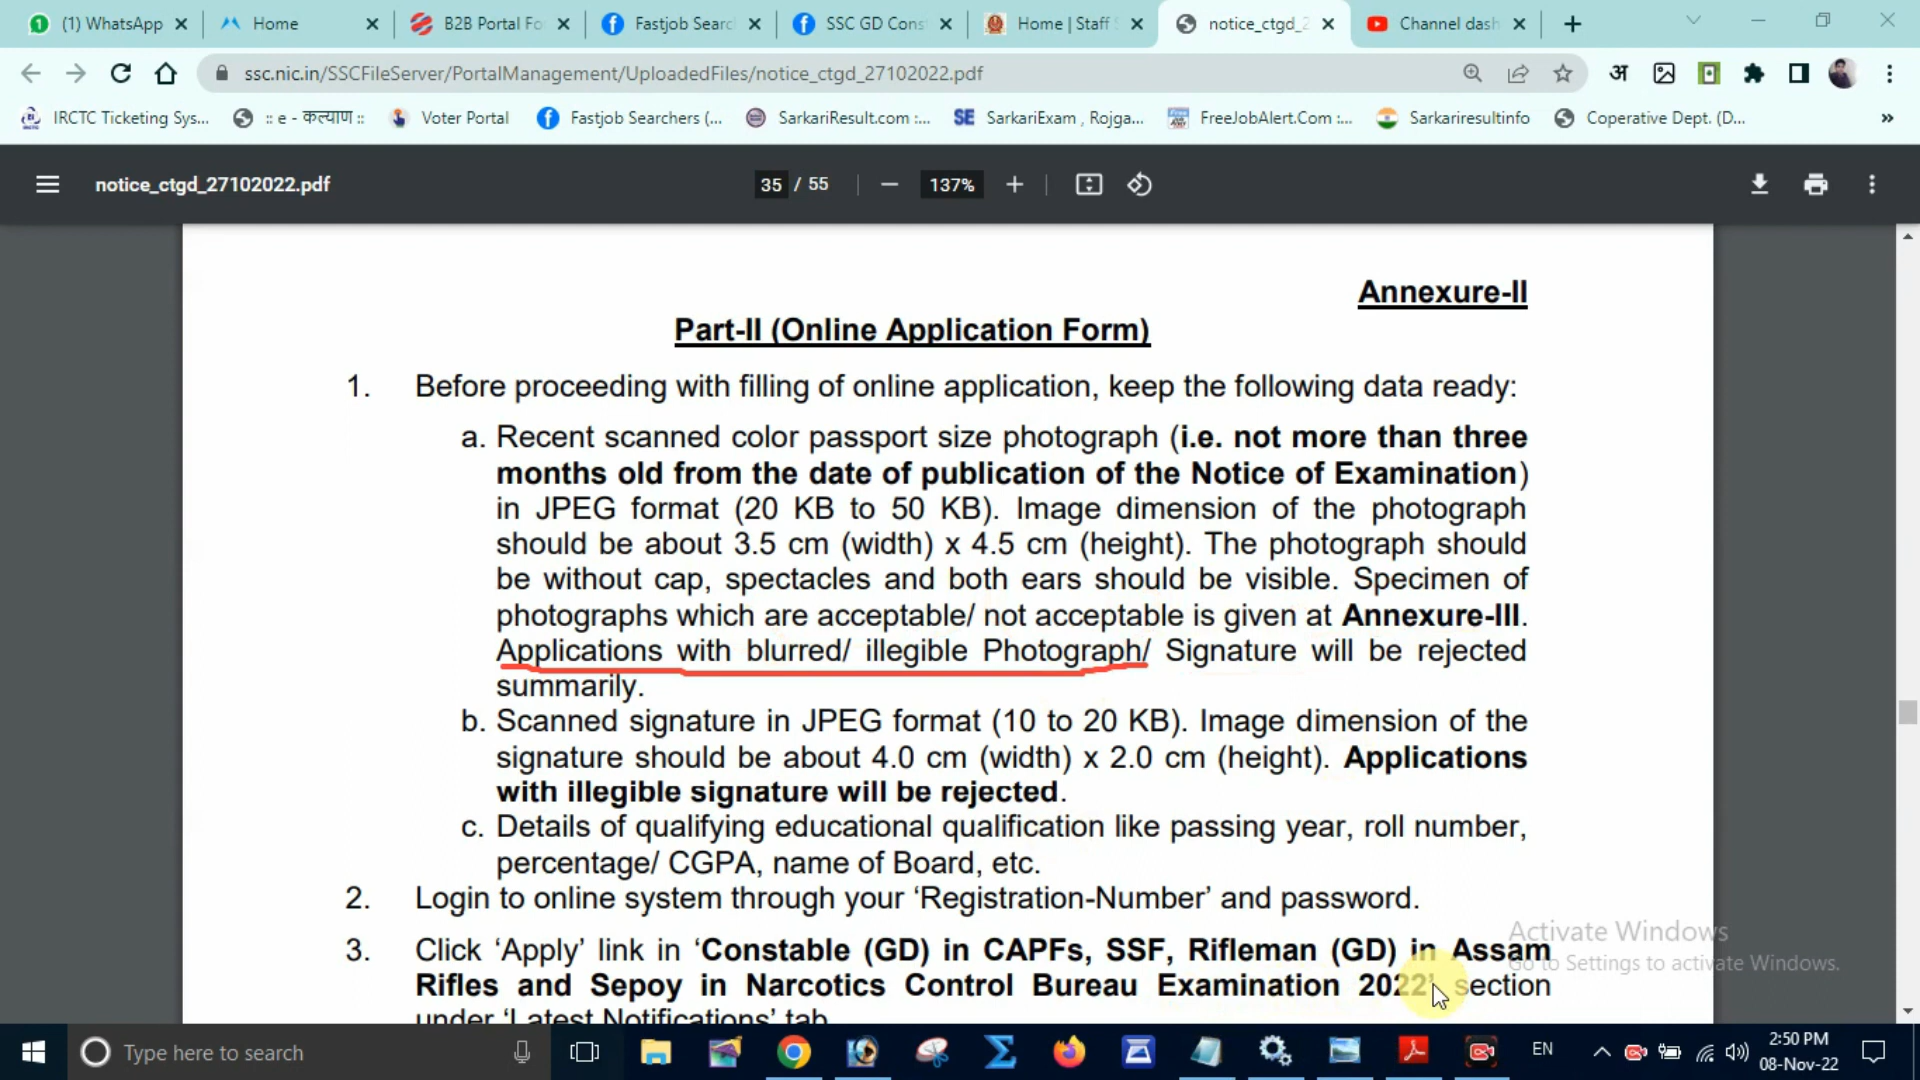 (1) WhatsApp
Home
B2B Portal Fo
Fastjob Searc
SSC GD Cons
Home | Staff S
notice_ctgd_2
Channel dash
ssc.nic.in/SSCFileServer/PortalManagement/UploadedFiles/notice_ctgd_27102022.pdf
अ
IRCTC Ticketing Sys...
:: e - कल्याण ::
Voter Portal
Fastjob Searchers (...
SarkariResult.com :...
SE SarkariExam , Rojga...
FreeJobAlert.Com :...
Sarkariresultinfo
Coperative Dept. (D...
»
notice_ctgd_27102022.pdf
35 / 55
137%
Annexure-II
Part-II (Online Application Form)
1. Before proceeding with filling of online application, keep the following data ready:
a. Recent scanned color passport size photograph (i.e. not more than three
months old from the date of publication of the Notice of Examination)
in JPEG format (20 KB to 50 KB). Image dimension of the photograph
should be about 3.5 cm (width) x 4.5 cm (height). The photograph should
be without cap, spectacles and both ears should be visible. Specimen of
photographs which are acceptable/ not acceptable is given at Annexure-III.
Applications with blurred/ illegible Photograph/ Signature will be rejected
summarily.
b. Scanned signature in JPEG format (10 to 20 KB). Image dimension of the
signature should be about 4.0 cm (width) x 2.0 cm (height). Applications
with illegible signature will be rejected.
c. Details of qualifying educational qualification like passing year, roll number,
percentage/ CGPA, name of Board, etc.
2. Login to online system through your ‘Registration-Number’ and password.
3. Click ‘Apply’ link in ‘Constable (GD) in CAPFs, SSF, Rifleman (GD) in Assam
Rifles and Sepoy in Narcotics Control Bureau Examination 2022’ section
under ‘Latest Notifications’ tab
Activate Windows
Go to Settings to activate Windows.
Type here to search
EN
2:50 PM
08-Nov-22